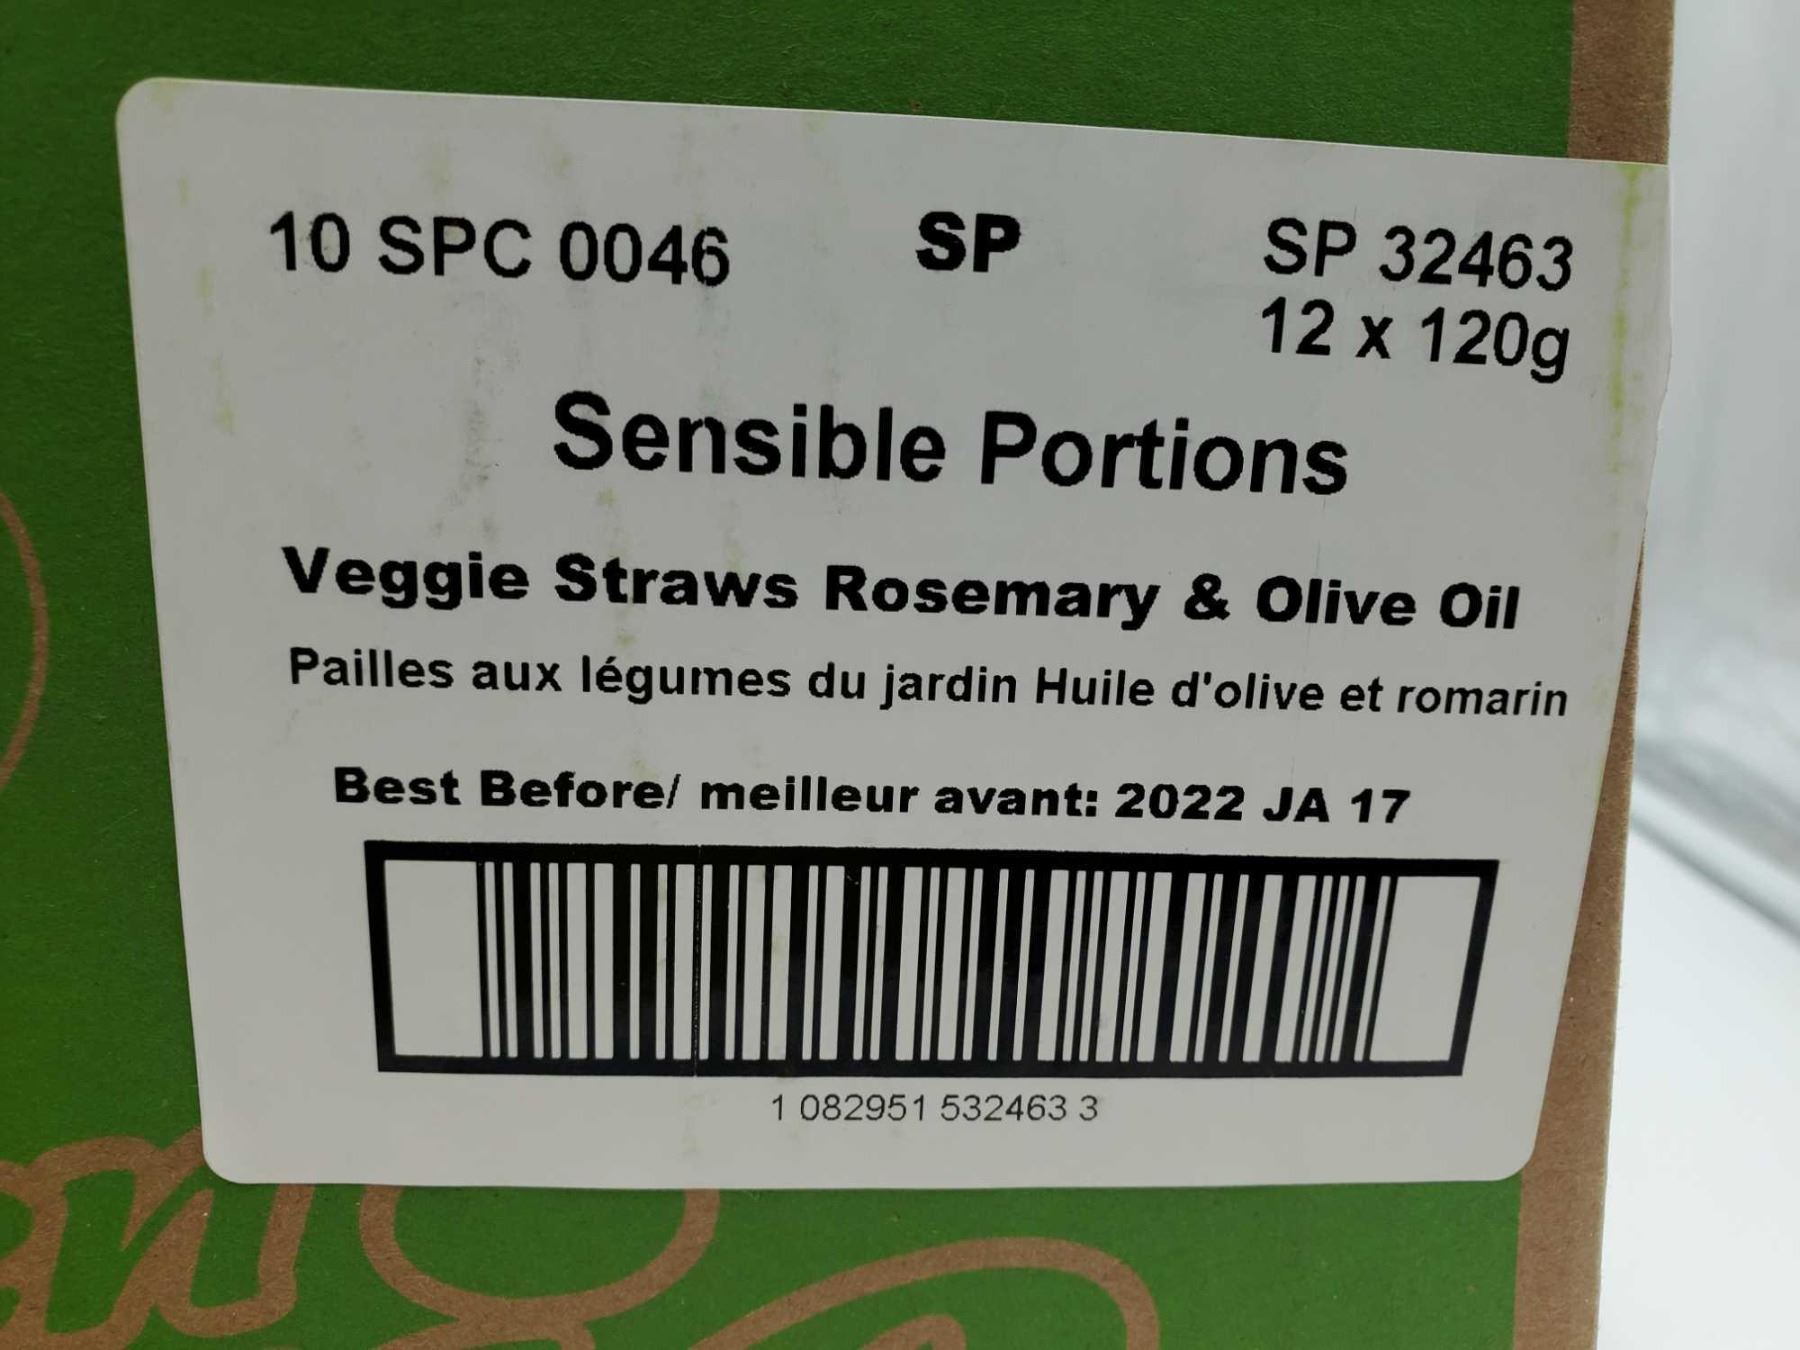 10 SPC 0046 SP SP 32463
12 x 120g
Sensible Portions
Veggie Straws Rosemary & Olive Oil
Pailles aux légumes du jardin Huile d'olive et romarin
Best Before/ meilleur avant: 2022 JA 17
1 082951 532463 3